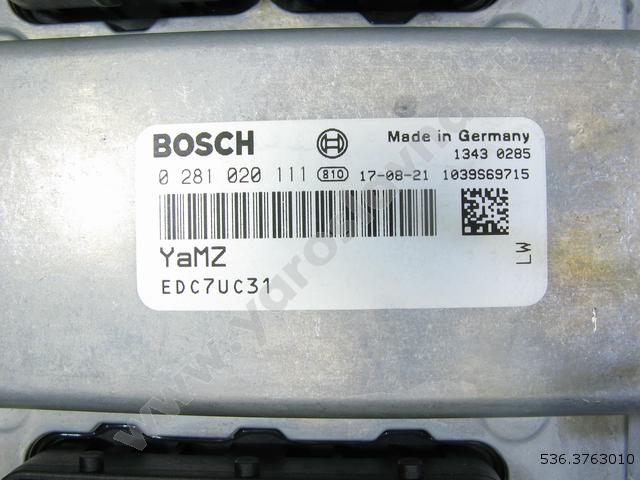 BOSCH Made in Germany
1343 0285
0 281 020 111 810 17-08-21 1039S69715
YaMZ
LW
EDC7UC31
536.3763010